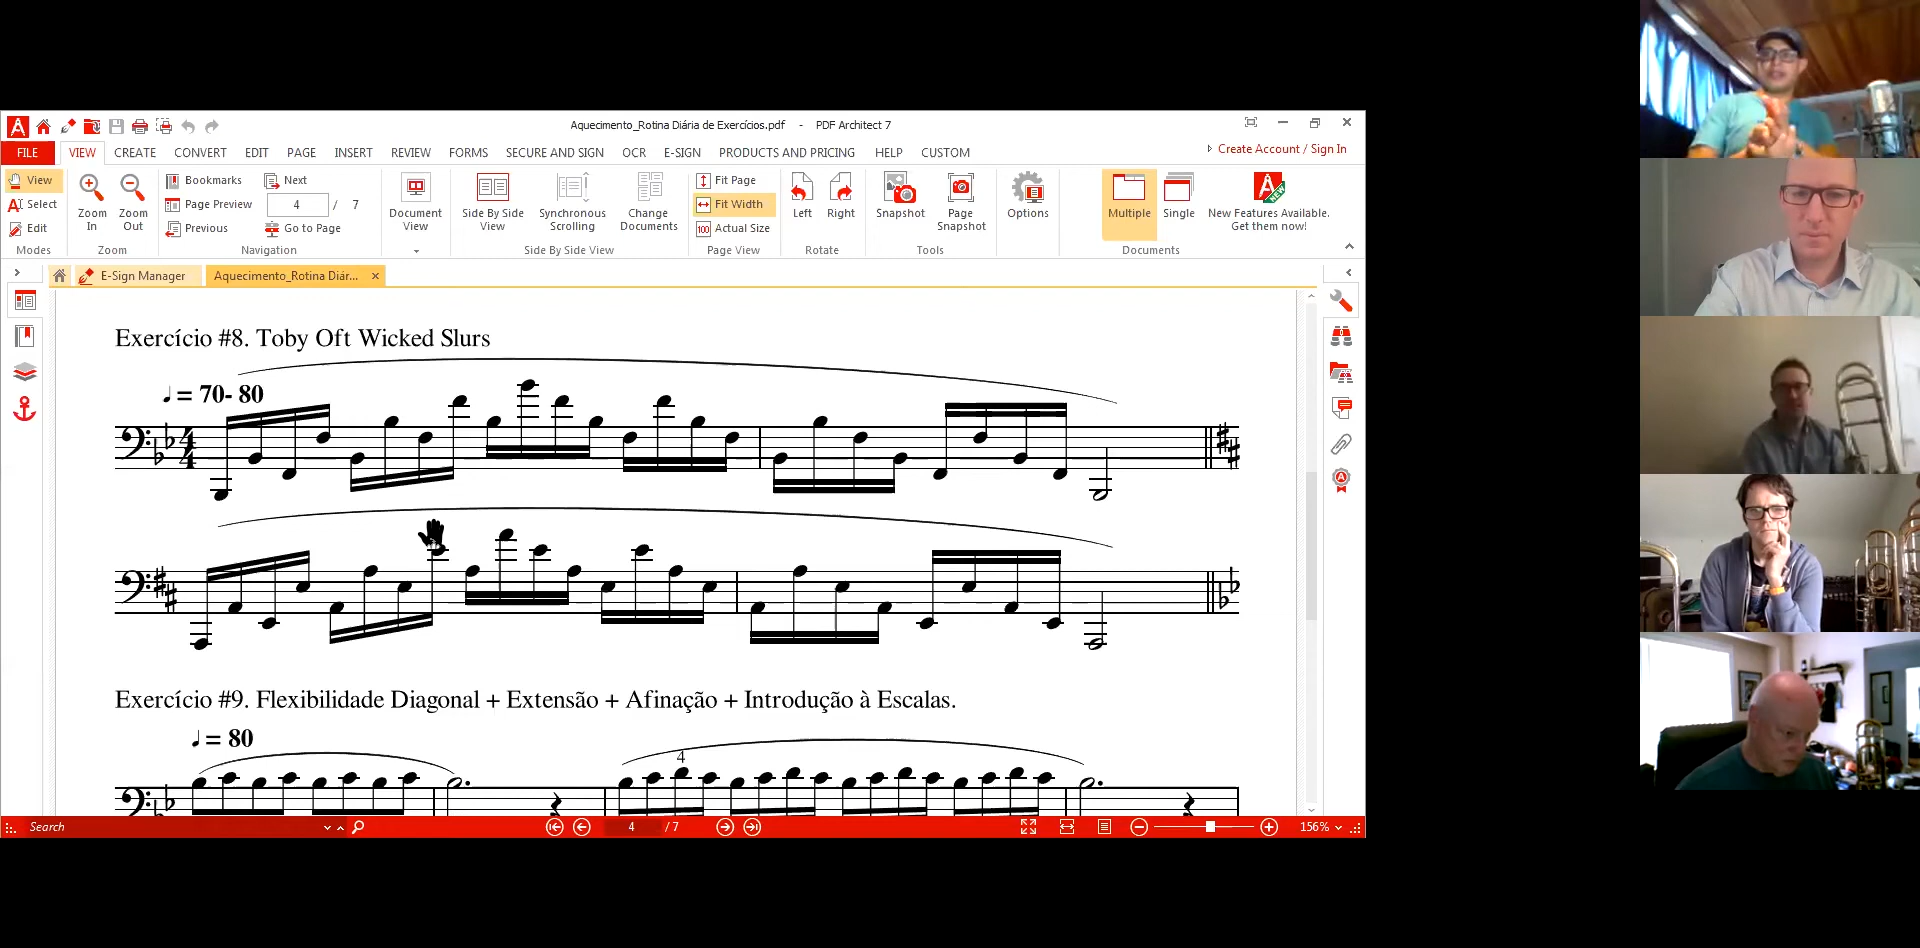 Aquecimento_Rotina Diária de Exercícios.pdf - PDF Architect 7
FILE VIEW CREATE CONVERT EDIT PAGE INSERT REVIEW FORMS SECURE AND SIGN OCR E-SIGN PRODUCTS AND PRICING HELP CUSTOM Create Account / Sign In
View
Select
Edit
Modes
Zoom In
Zoom Out
Zoom
Bookmarks Next
Page Preview 4 / 7
Previous Go to Page
Navigation
Document View
Side By Side View
Synchronous Scrolling
Change Documents
Side By Side View
Fit Page
Fit Width
100 Actual Size
Page View
Left Right
Rotate
Snapshot
Page Snapshot
Tools
Options
Multiple Single
NEW
New Features Available.
Get them now!
Documents
E-Sign Manager Aquecimento_Rotina Diár...
Exercício #8. Toby Oft Wicked Slurs
♩ = 70- 80
4
4
Exercício #9. Flexibilidade Diagonal + Extensão + Afinação + Introdução à Escalas.
♩ = 80
4
Search 4 / 7 156%